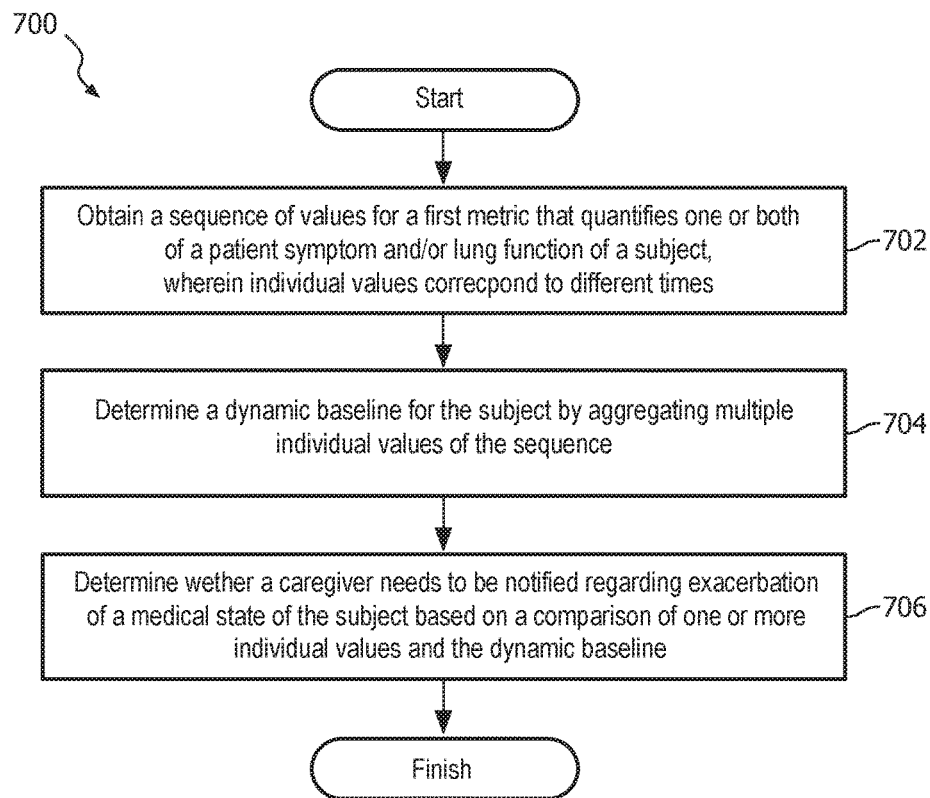 700
Start
Obtain a sequence of values for a first metric that quantifies one or both
of a patient symptom and/or lung function of a subject,
wherein individual values correcpond to different times
702
Determine a dynamic baseline for the subject by aggregating multiple
individual values of the sequence
704
Determine wether a caregiver needs to be notified regarding exacerbation
of a medical state of the subject based on a comparison of one or more
individual values and the dynamic baseline
706
Finish